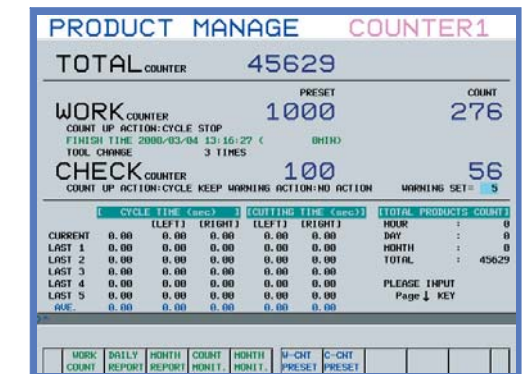 PRODUCT MANAGE COUNTER1
TOTAL COUNTER 45629
PRESET COUNT
WORK COUNTER 1000 276
COUNT UP ACTION:CYCLE STOP
FINISH TIME 2000/03/04 13:16:27 ( 0MIN)
TOOL CHANGE 3 TIMES
CHECK COUNTER 100 56
COUNT UP ACTION:CYCLE KEEP WARNING ACTION:NO ACTION WARNING SET= 5
[ CYCLE TIME (sec) ] [CUTTING TIME (sec)] [TOTAL PRODUCTS COUNT]
[LEFT] [RIGHT] [LEFT] [RIGHT] HOUR : 0
CURRENT 0.00 0.00 0.00 0.00 0.00 DAY : 0
LAST 1 0.00 0.00 0.00 0.00 0.00 MONTH : 0
LAST 2 0.00 0.00 0.00 0.00 0.00 TOTAL : 45629
LAST 3 0.00 0.00 0.00 0.00 0.00
LAST 4 0.00 0.00 0.00 0.00 0.00 PLEASE INPUT
LAST 5 0.00 0.00 0.00 0.00 0.00 Page ↓ KEY
AVE. 0.00 0.00 0.00 0.00 0.00
WORK DAILY MONTH COUNT MONTH W-CNT C-CNT
COUNT REPORT REPORT MONIT. MONIT. PRESET PRESET